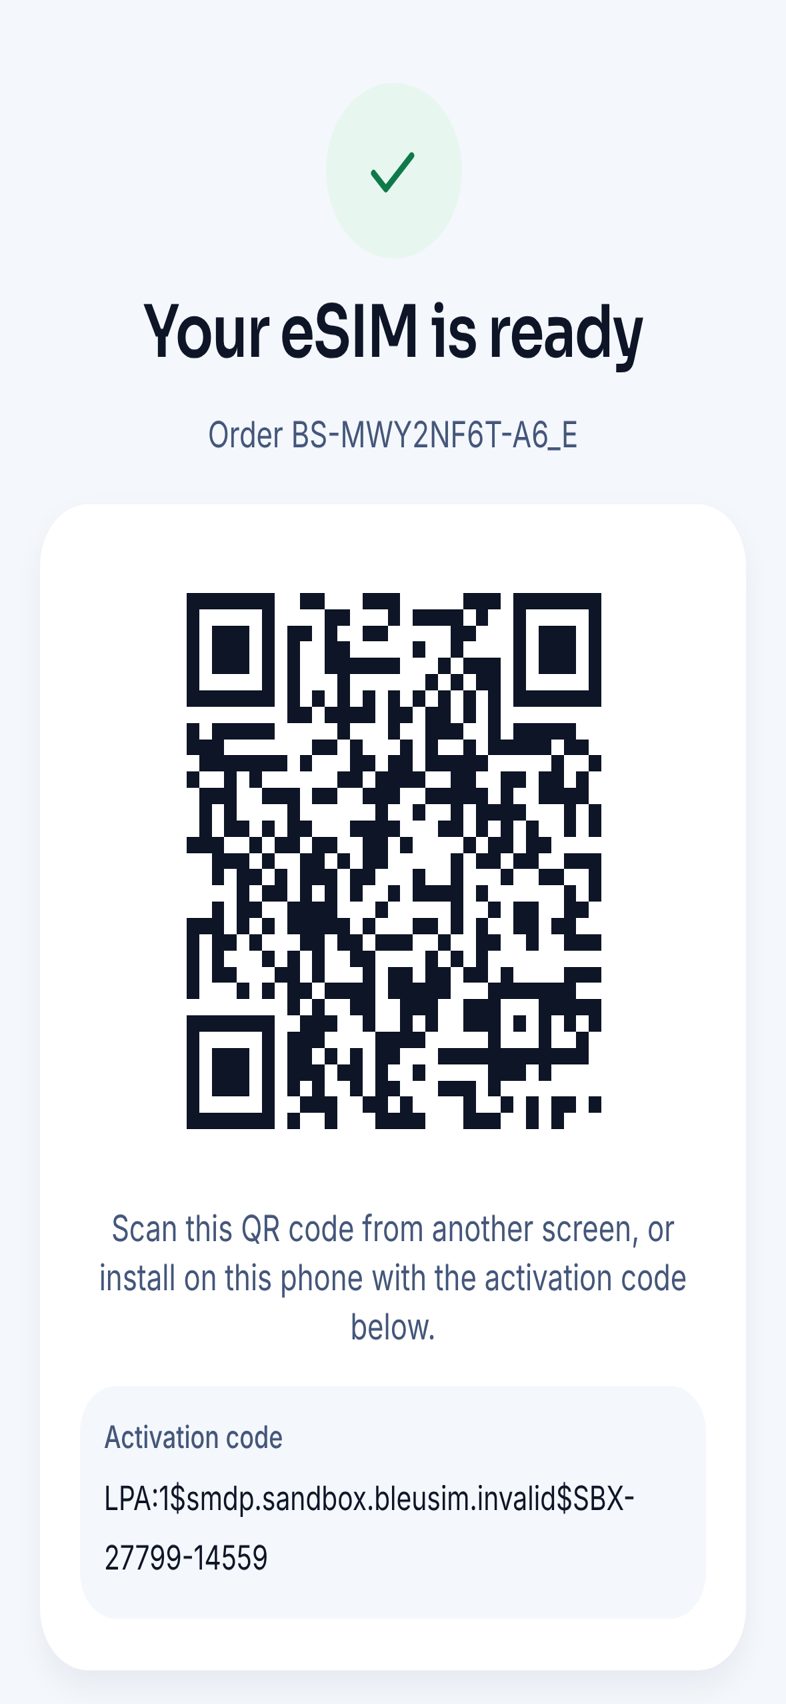 Your eSIM is ready
Order BS-MWY2NF6T-A6_E
Scan this QR code from another screen, or
install on this phone with the activation code
below.
Activation code
LPA:1$smdp.sandbox.bleusim.invalid$SBX-
27799-14559